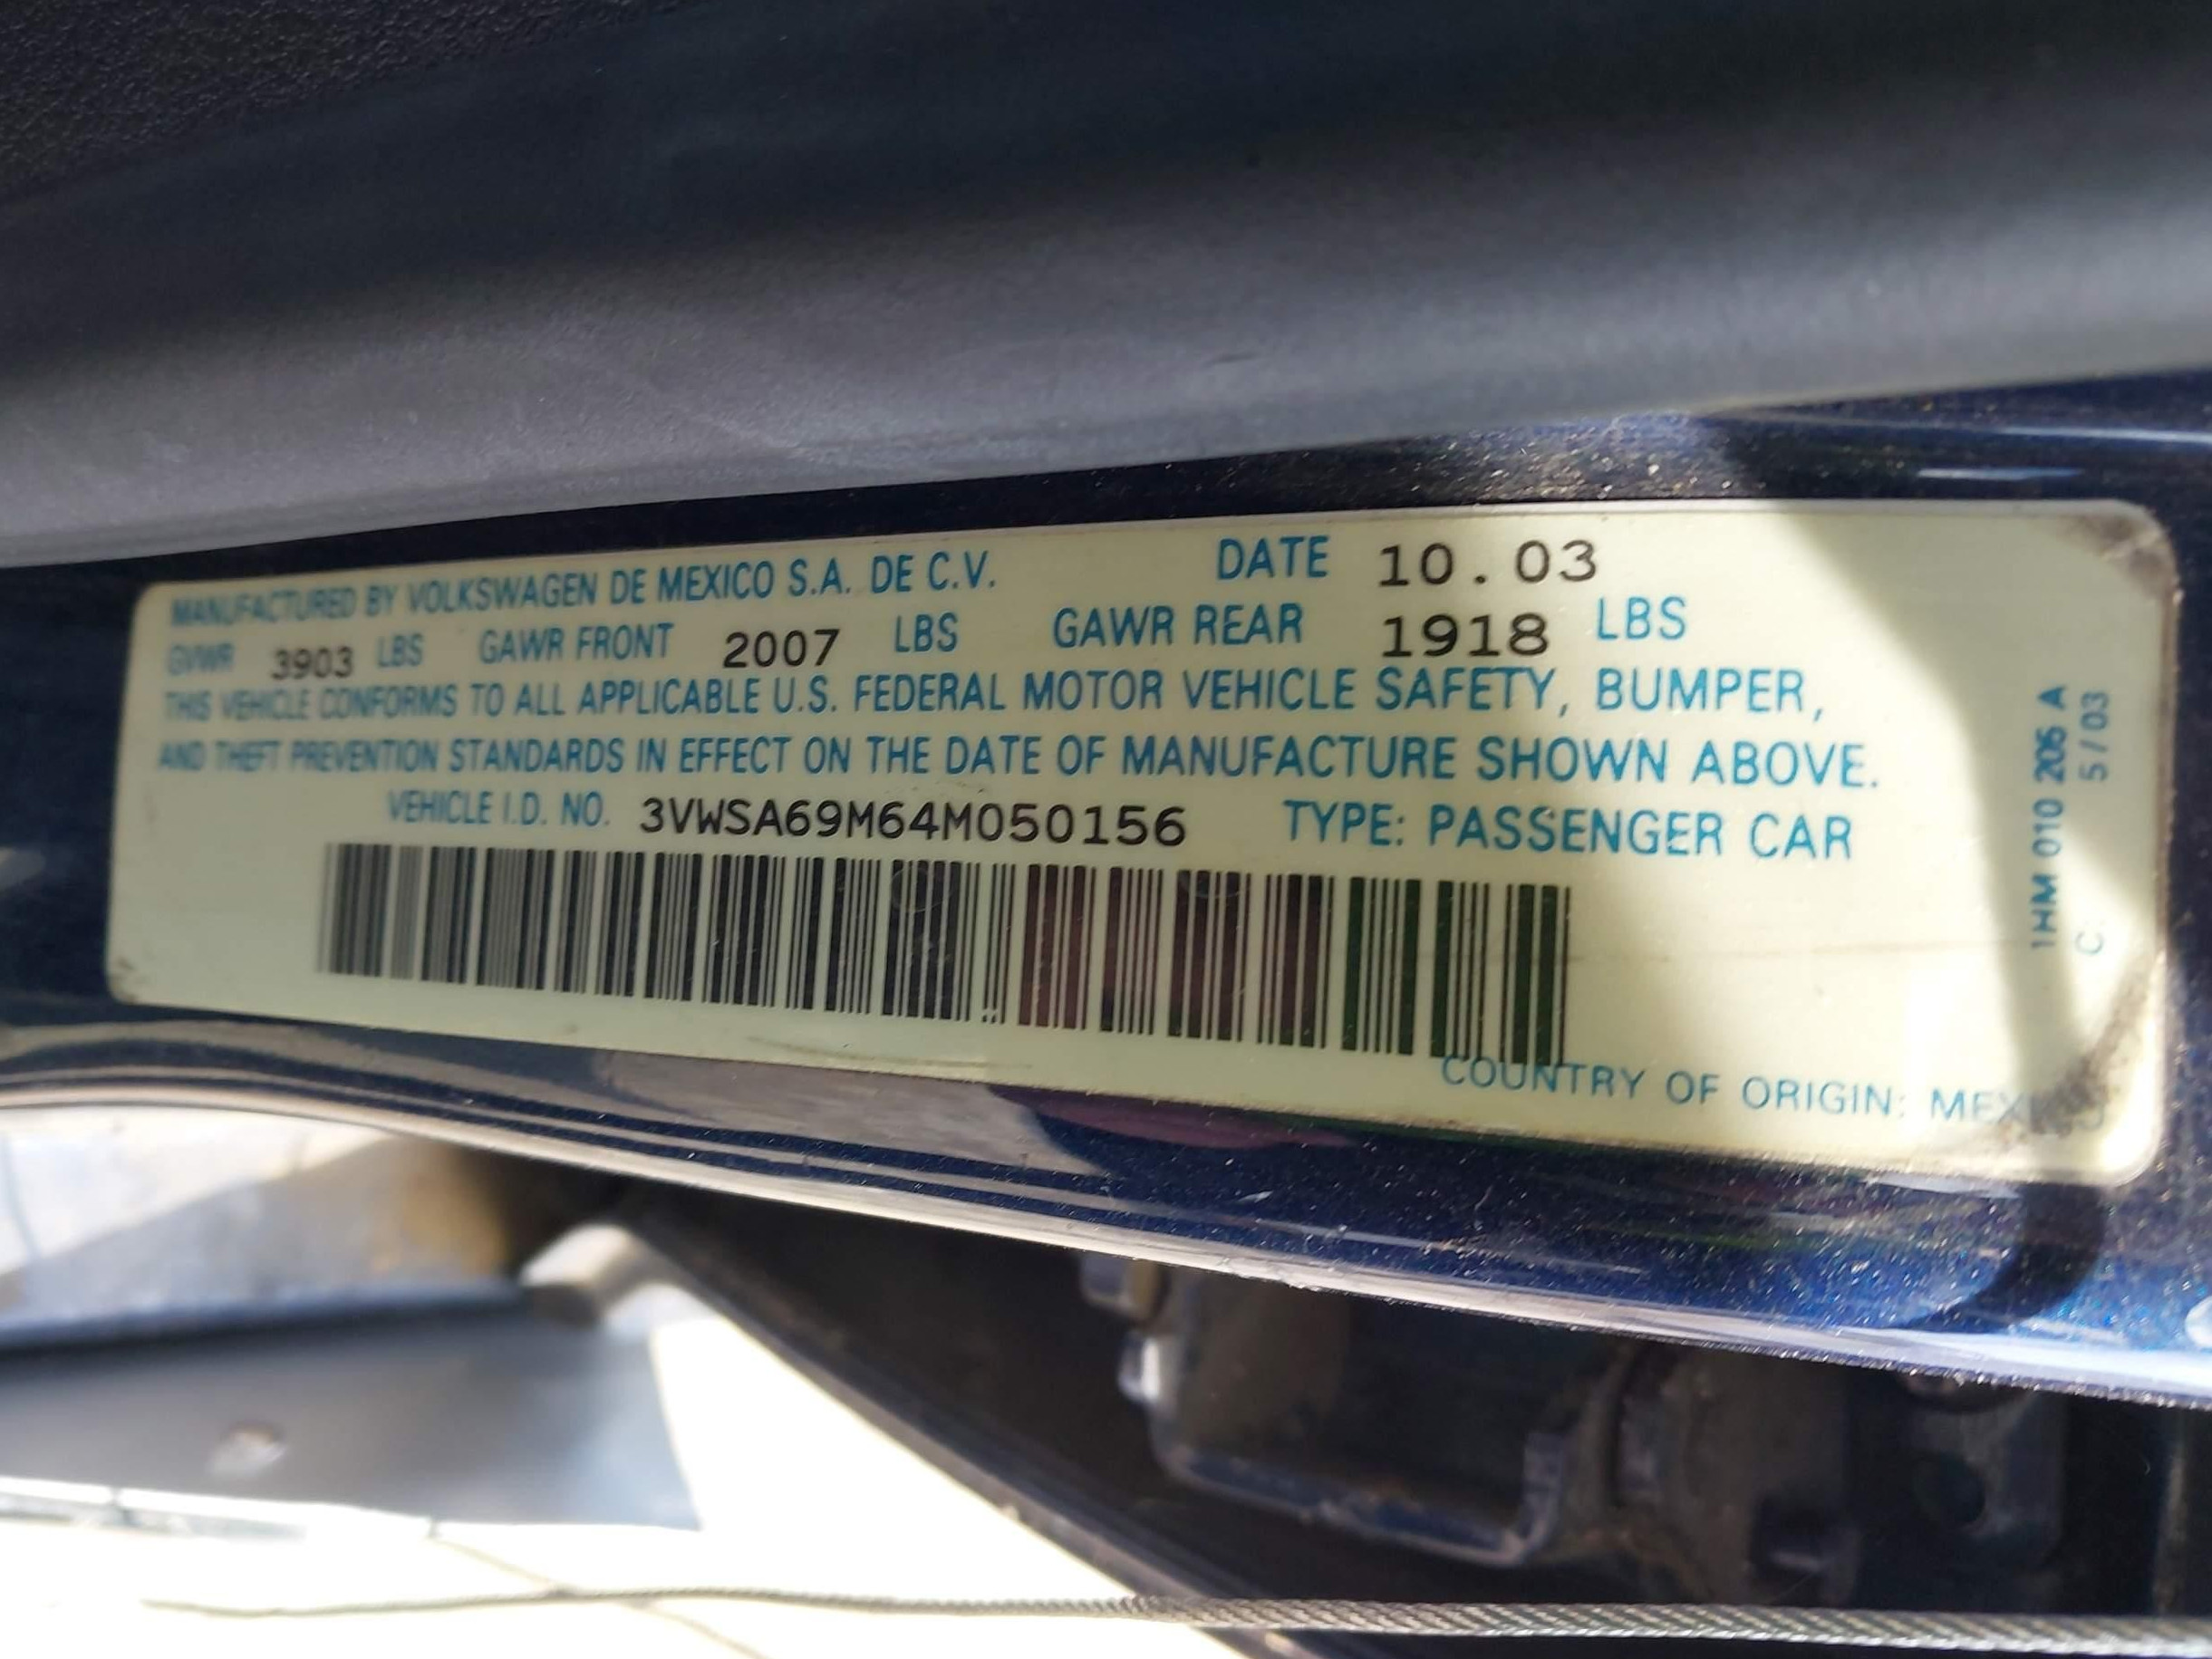 MANUFACTURED BY VOLKSWAGEN DE MEXICO S.A. DE C.V. DATE 10.03
GVWR 3903 LBS GAWR FRONT 2007 LBS GAWR REAR 1918 LBS
THIS VEHICLE CONFORMS TO ALL APPLICABLE U.S. FEDERAL MOTOR VEHICLE SAFETY, BUMPER,
AND THEFT PREVENTION STANDARDS IN EFFECT ON THE DATE OF MANUFACTURE SHOWN ABOVE.
VEHICLE I.D. NO. 3VWSA69M64M050156 TYPE: PASSENGER CAR
COUNTRY OF ORIGIN: MEXICO
1HM 010 205 A
C. 5/03